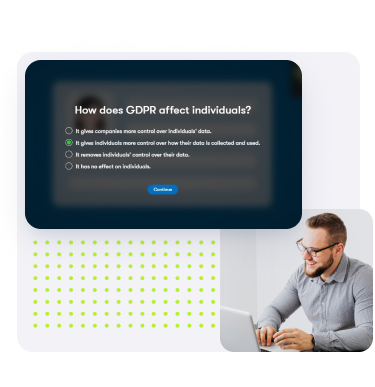 How does GDPR affect individuals?
It gives companies more control over individuals' data.
It gives individuals more control over how their data is collected and used.
It removes individuals' control over their data.
It has no effect on individuals.
Continue